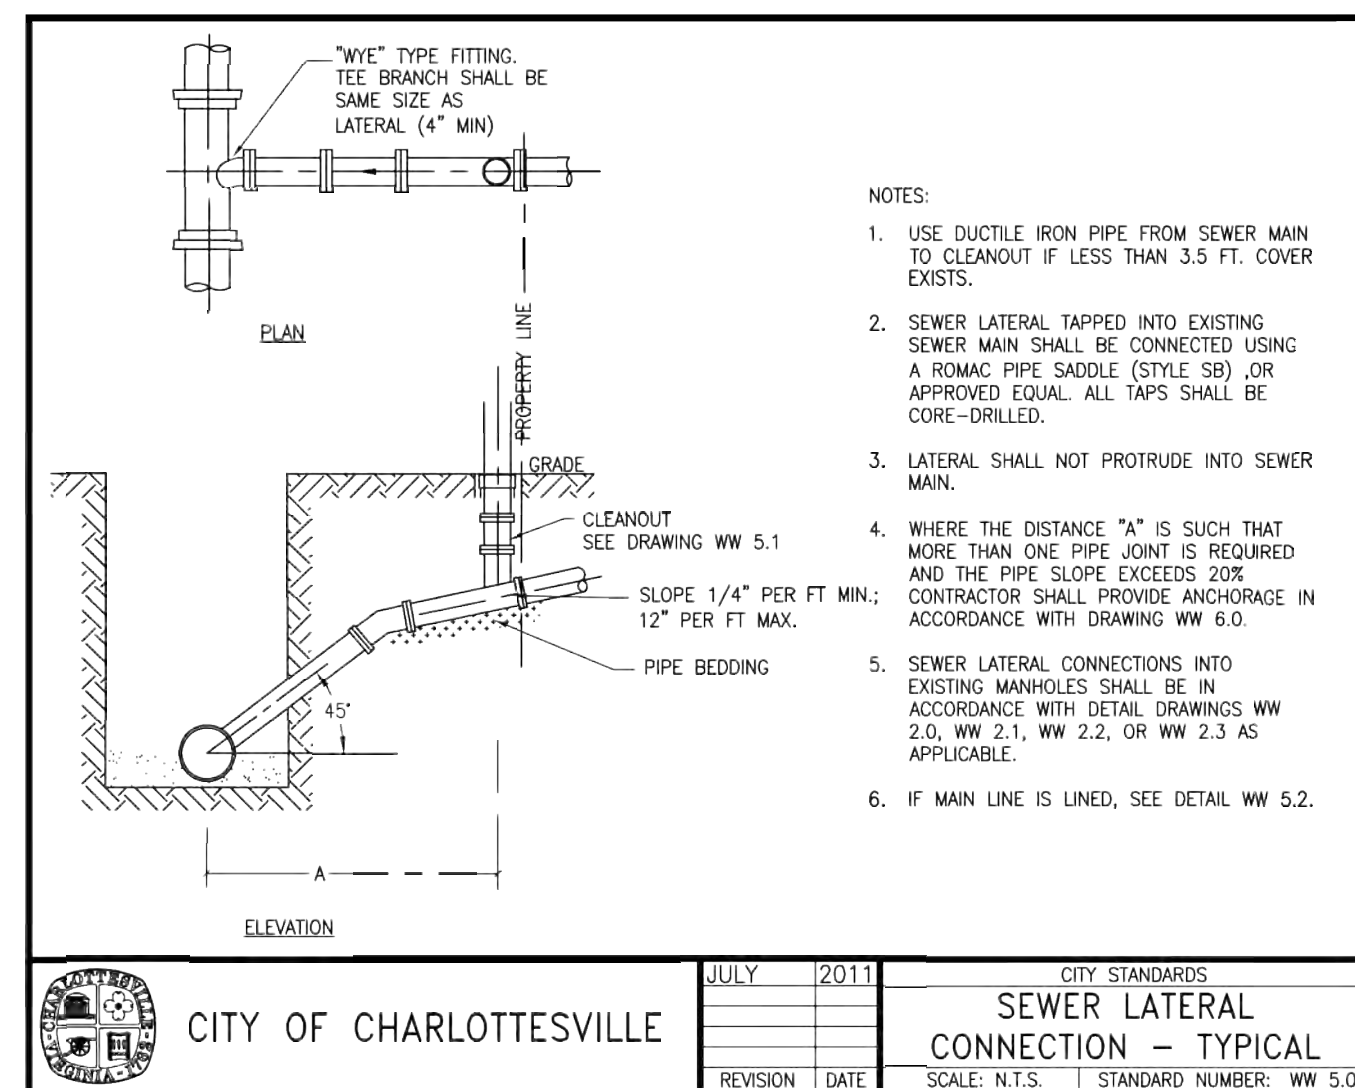 "WYE" TYPE FITTING.
TEE BRANCH SHALL BE
SAME SIZE AS
LATERAL (4" MIN)
PLAN
PROPERTY LINE
GRADE
CLEANOUT
SEE DRAWING WW 5.1
SLOPE 1/4" PER FT MIN.;
12" PER FT MAX.
PIPE BEDDING
45°
A
ELEVATION
NOTES:
1. USE DUCTILE IRON PIPE FROM SEWER MAIN
TO CLEANOUT IF LESS THAN 3.5 FT. COVER
EXISTS.
2. SEWER LATERAL TAPPED INTO EXISTING
SEWER MAIN SHALL BE CONNECTED USING
A ROMAC PIPE SADDLE (STYLE SB) ,OR
APPROVED EQUAL. ALL TAPS SHALL BE
CORE-DRILLED.
3. LATERAL SHALL NOT PROTRUDE INTO SEWER
MAIN.
4. WHERE THE DISTANCE "A" IS SUCH THAT
MORE THAN ONE PIPE JOINT IS REQUIRED
AND THE PIPE SLOPE EXCEEDS 20%
CONTRACTOR SHALL PROVIDE ANCHORAGE IN
ACCORDANCE WITH DRAWING WW 6.0.
5. SEWER LATERAL CONNECTIONS INTO
EXISTING MANHOLES SHALL BE IN
ACCORDANCE WITH DETAIL DRAWINGS WW
2.0, WW 2.1, WW 2.2, OR WW 2.3 AS
APPLICABLE.
6. IF MAIN LINE IS LINED, SEE DETAIL WW 5.2.
CHARLOTTESVILLE
VIRGINIA-1762
CITY OF CHARLOTTESVILLE
JULY 2011
REVISION DATE
CITY STANDARDS
SEWER LATERAL
CONNECTION - TYPICAL
SCALE: N.T.S. STANDARD NUMBER: WW 5.0